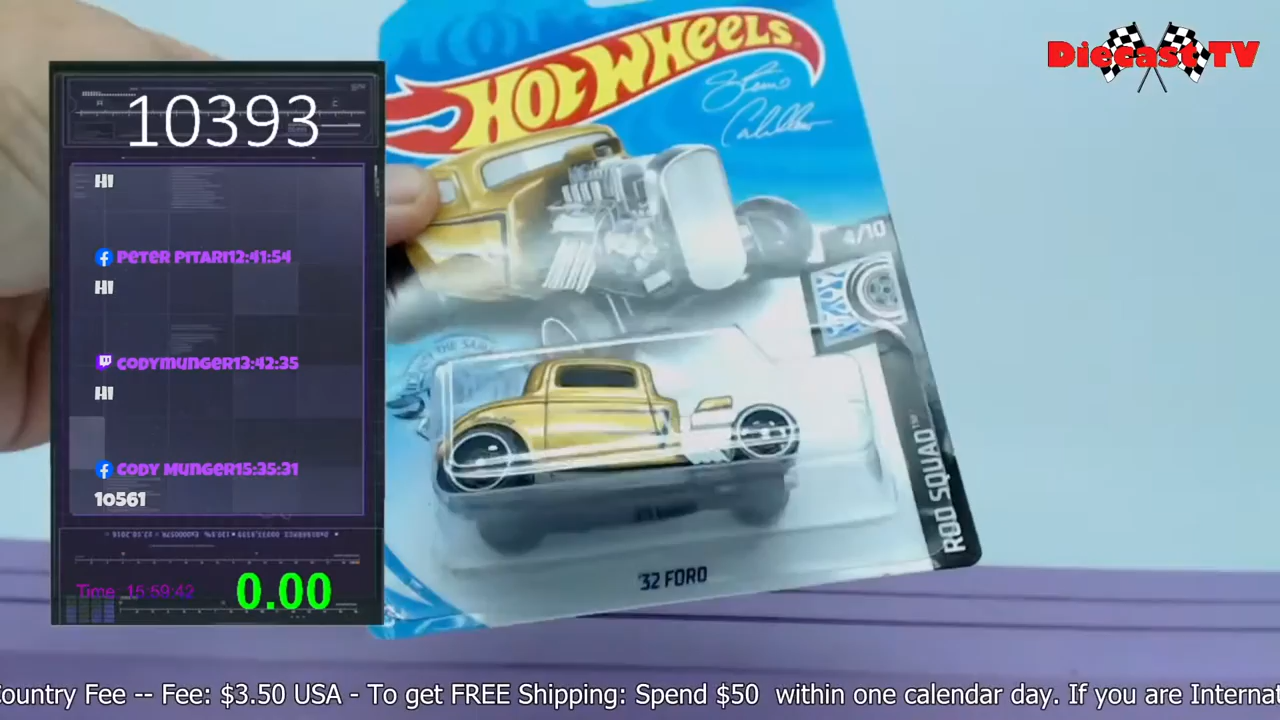 Diecast TV
10393
HI
Peter Pitari12:41:54
HI
codymunger13:42:35
HI
Cody Munger15:35:31
10561
Time: 15:59:42
0.00
HOT WHEELS
4/10
ROD SQUAD™
'32 FORD
Country Fee -- Fee: $3.50 USA - To get FREE Shipping: Spend $50 within one calendar day. If you are Internat